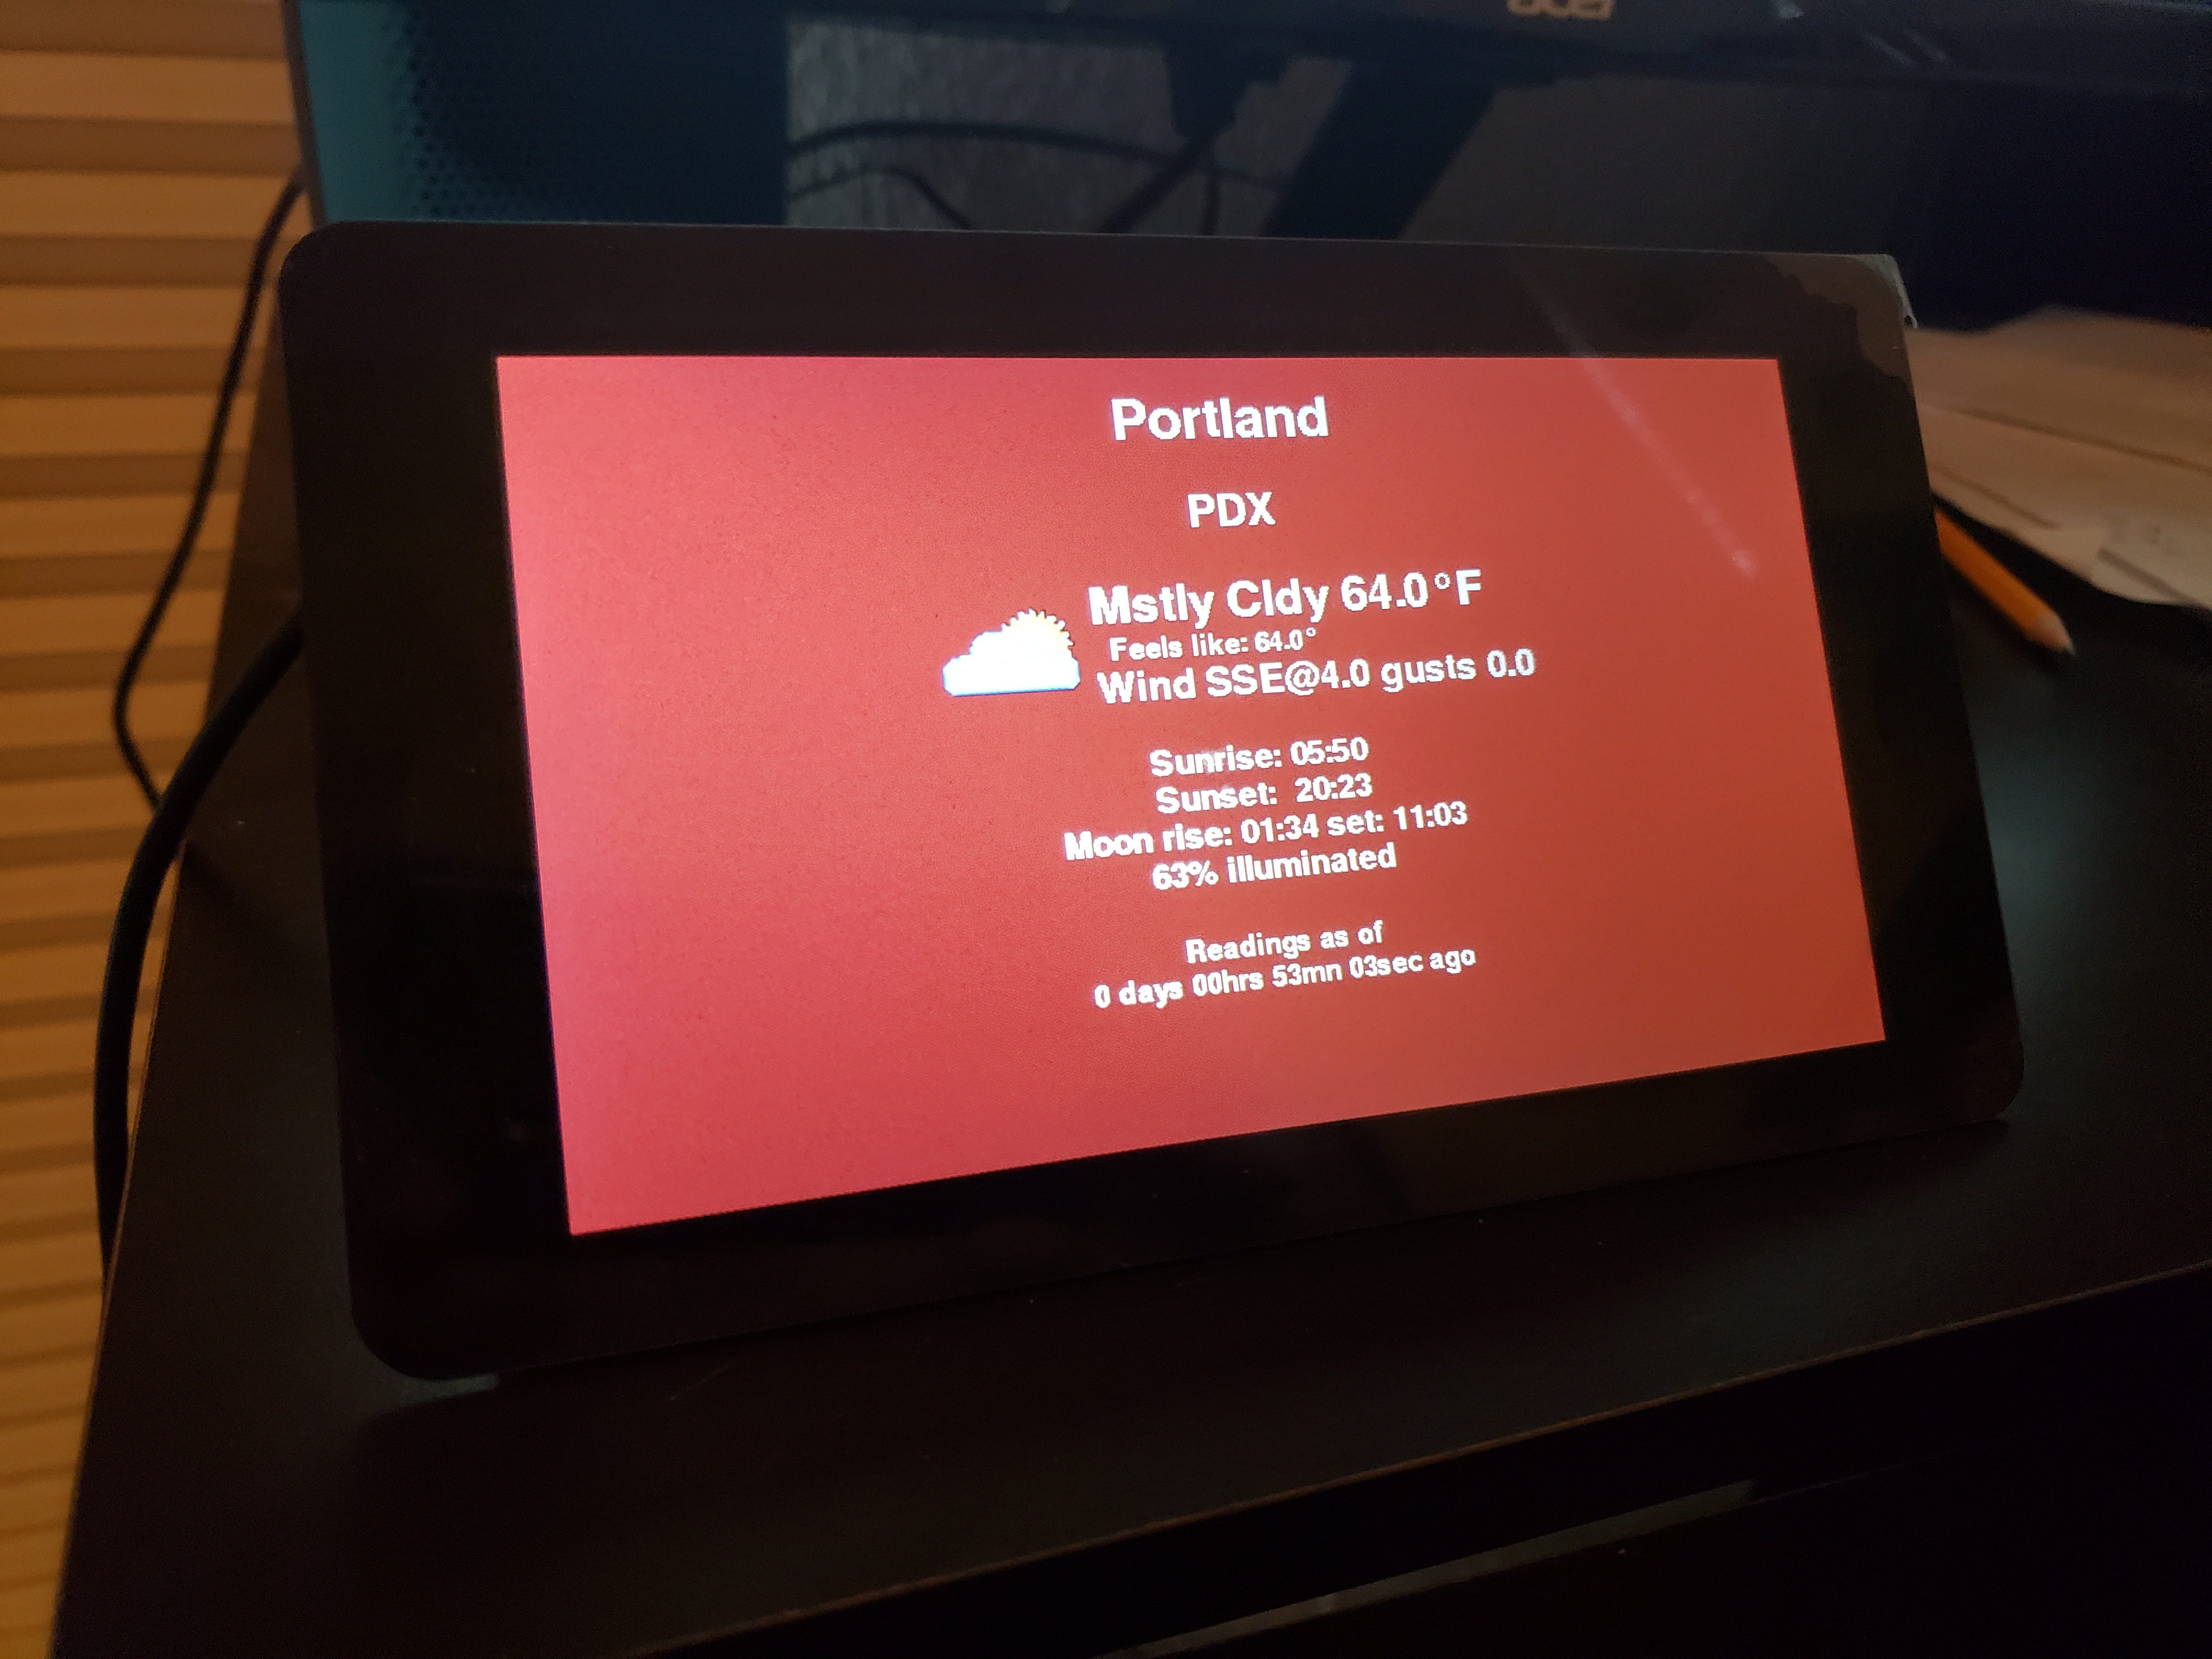 acer
Portland
PDX
Mstly Cldy 64.0°F
Feels like: 64.0°
Wind SSE@4.0 gusts 0.0
Sunrise: 05:50
Sunset: 20:23
Moon rise: 01:34 set: 11:03
63% illuminated
Readings as of
0 days 00hrs 53mn 03sec ago